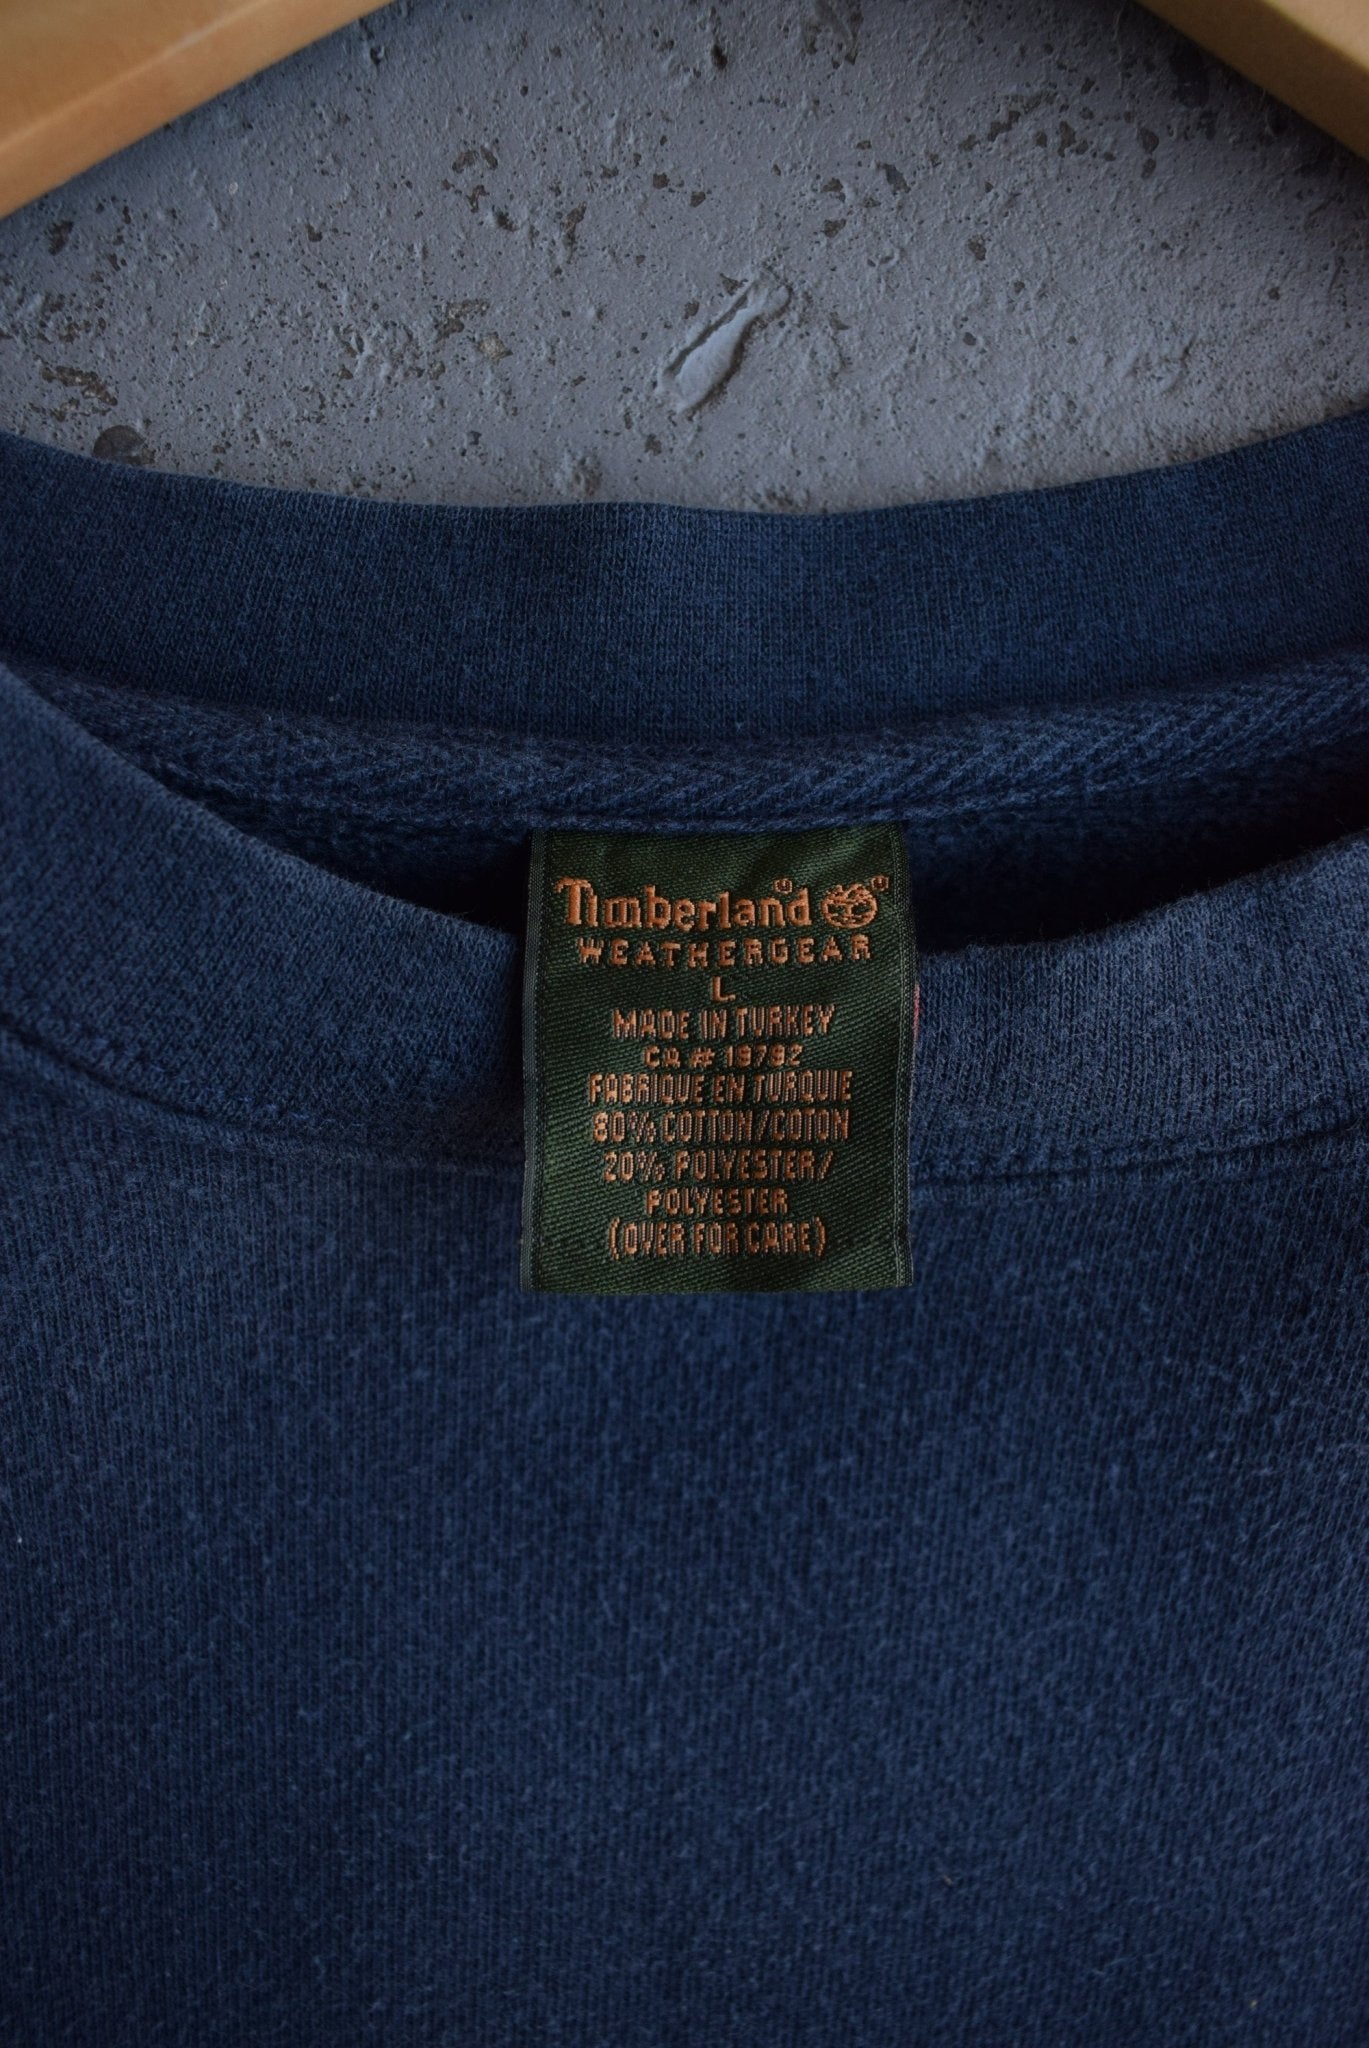 Timberland
WEATHERGEAR
L
MADE IN TURKEY
CA # 19792
FABRIQUE EN TURQUIE
80% COTTON/COTON
20% POLYESTER/
POLYESTER
(OVER FOR CARE)